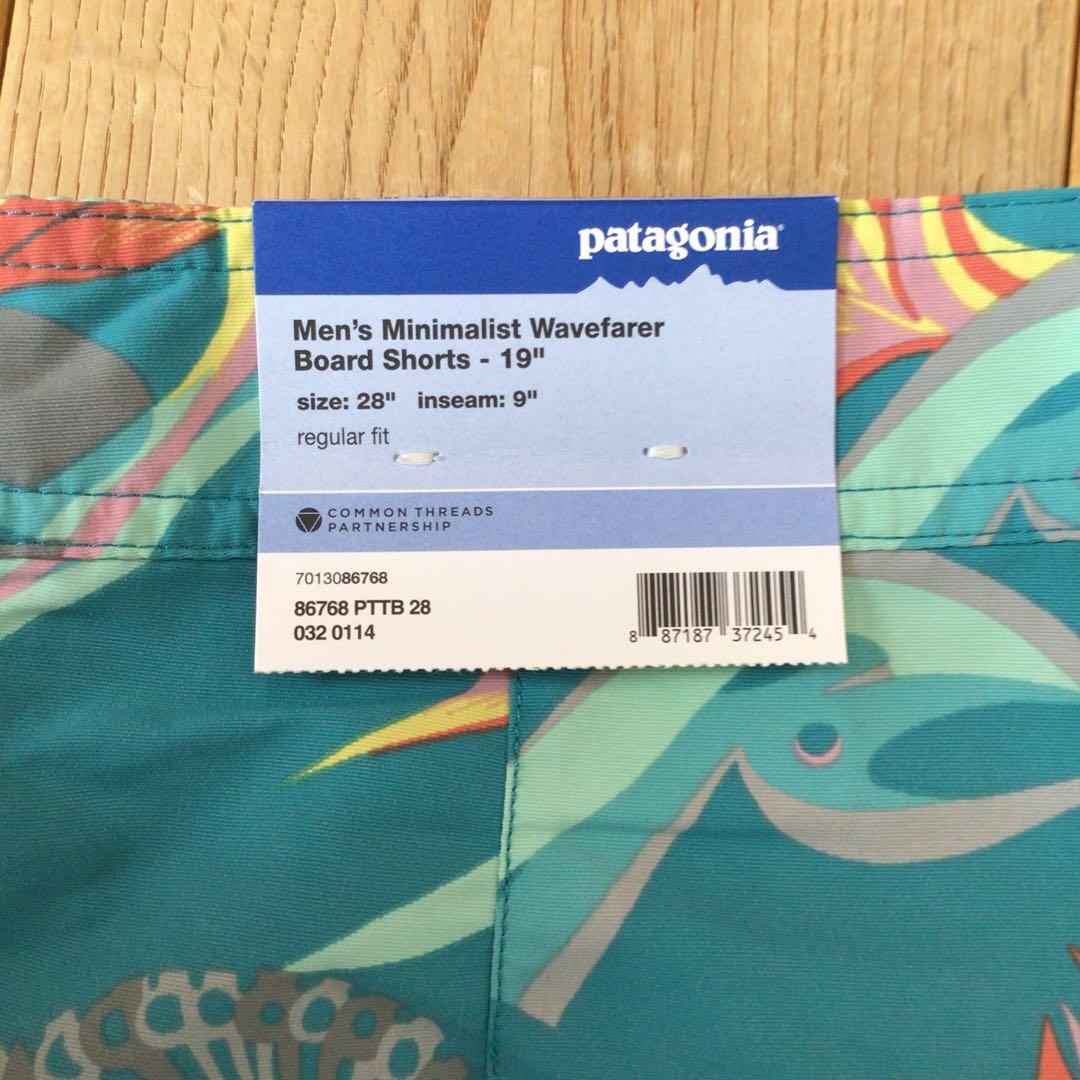 patagonia®
Men's Minimalist Wavefarer
Board Shorts - 19"
size: 28" inseam: 9"
regular fit
COMMON THREADS
PARTNERSHIP
7013086768
86768 PTTB 28
032 0114
8 87187 37245 4